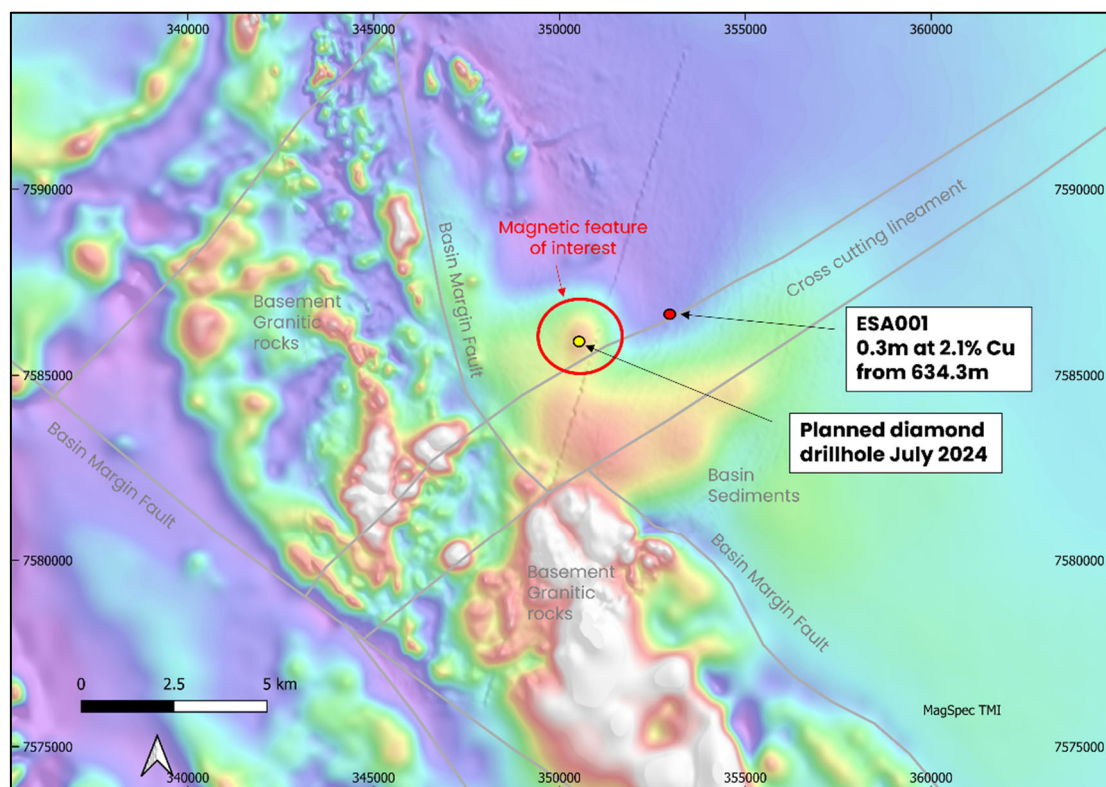 340000
345000
350000
355000
360000
7590000
7590000
Magnetic feature
of interest
Basin Margin Fault
Cross cutting lineament
Basement
Granitic
rocks
ESA001
0.3m at 2.1% Cu
from 634.3m
7585000
7585000
Planned diamond
drillhole July 2024
Basin Margin Fault
Basin
Sediments
7580000
7580000
Basement
Granitic
rocks
Basin Margin Fault
0
2.5
5 km
MagSpec TMI
7575000
7575000
340000
345000
350000
355000
360000